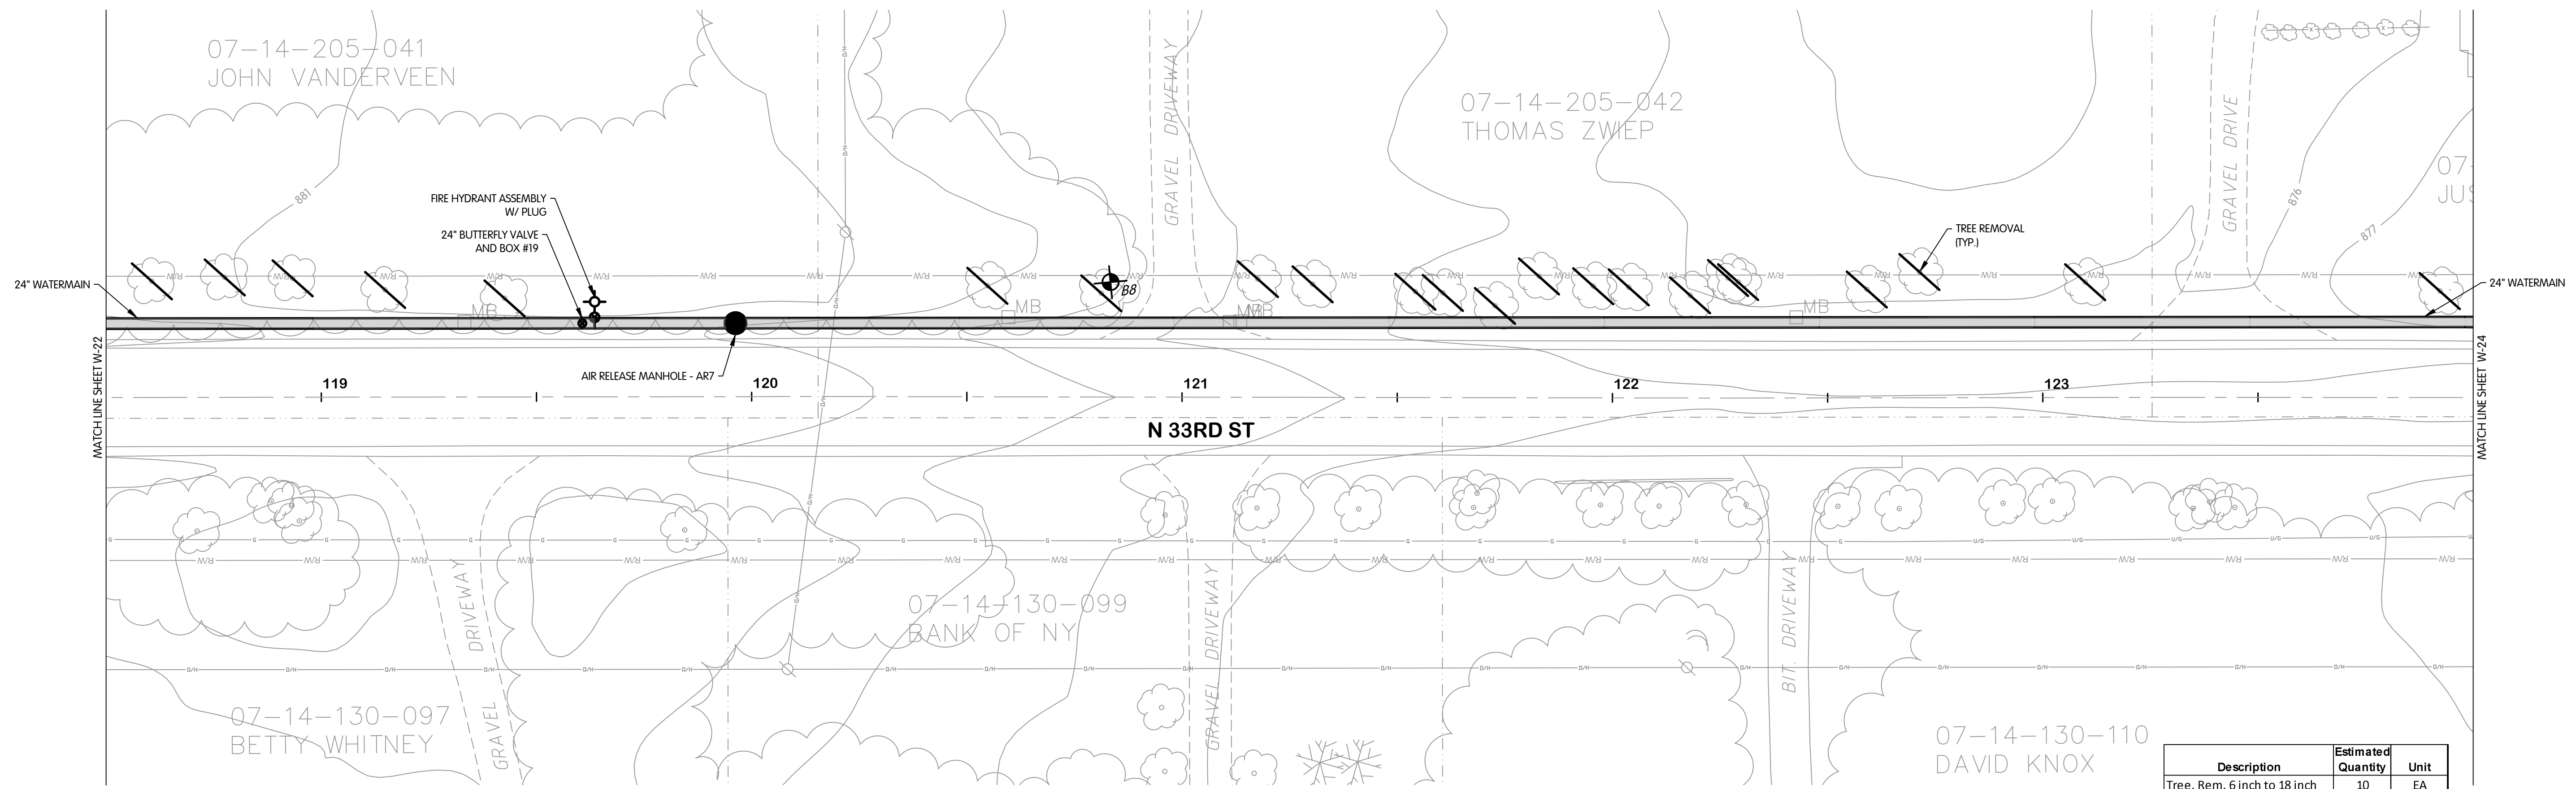 07-14-205-041
JOHN VANDERVEEN
881
FIRE HYDRANT ASSEMBLY
W/ PLUG
24" BUTTERFLY VALVE
AND BOX #19
24" WATERMAIN
MATCH LINE SHEET W-22
AIR RELEASE MANHOLE - AR7
MB
MB
B8
GRAVEL DRIVEWAY
07-14-205-042
THOMAS ZWIEP
MB
MB
TREE REMOVAL
(TYP.)
GRAVEL DRIVE
876
877
07-
24" WATERMAIN
MATCH LINE SHEET W-24
119
120
121
122
123
N 33RD ST
GRAVEL DRIVEWAY
07-14-130-097
BETTY WHITNEY
07-14-130-099
BANK OF NY
GRAVEL DRIVEWAY
BIT. DRIVEWAY
07-14-130-110
DAVID KNOX
Description Estimated Quantity Unit
Tree, Rem, 6 inch to 18 inch 10 EA
R/W
O/H
G